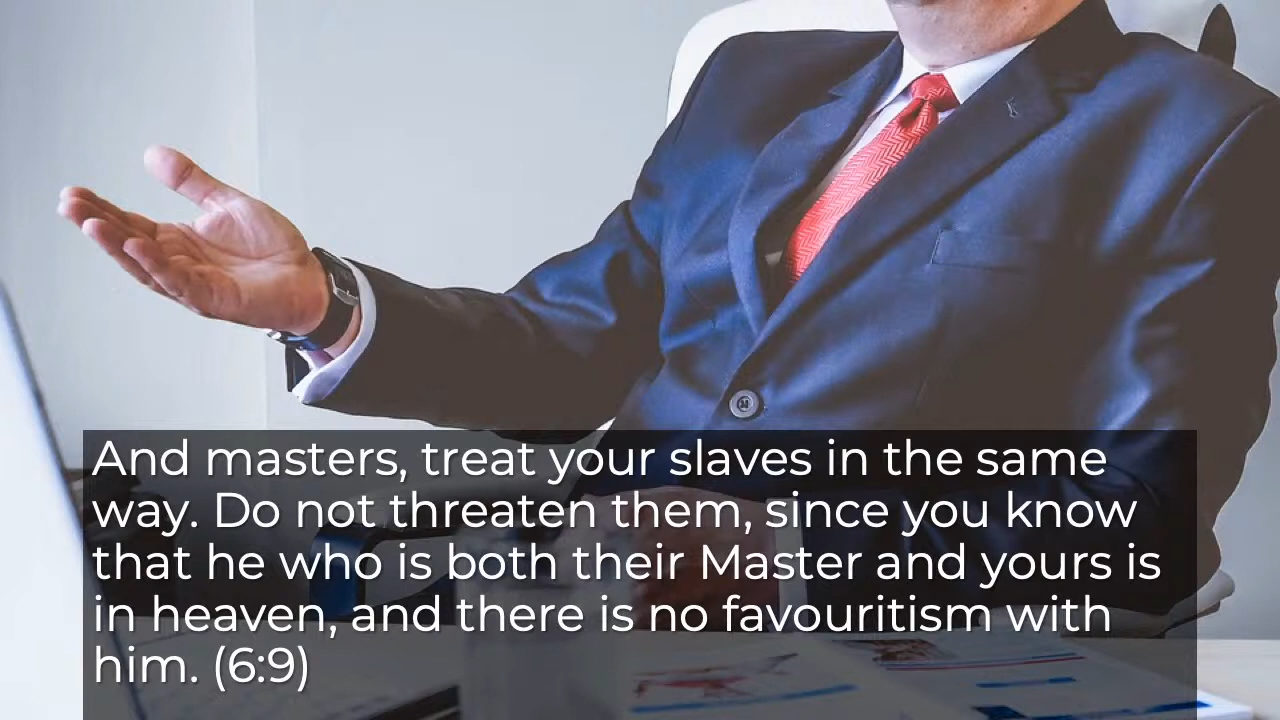 And masters, treat your slaves in the same
way. Do not threaten them, since you know
that he who is both their Master and yours is
in heaven, and there is no favouritism with
him. (6:9)